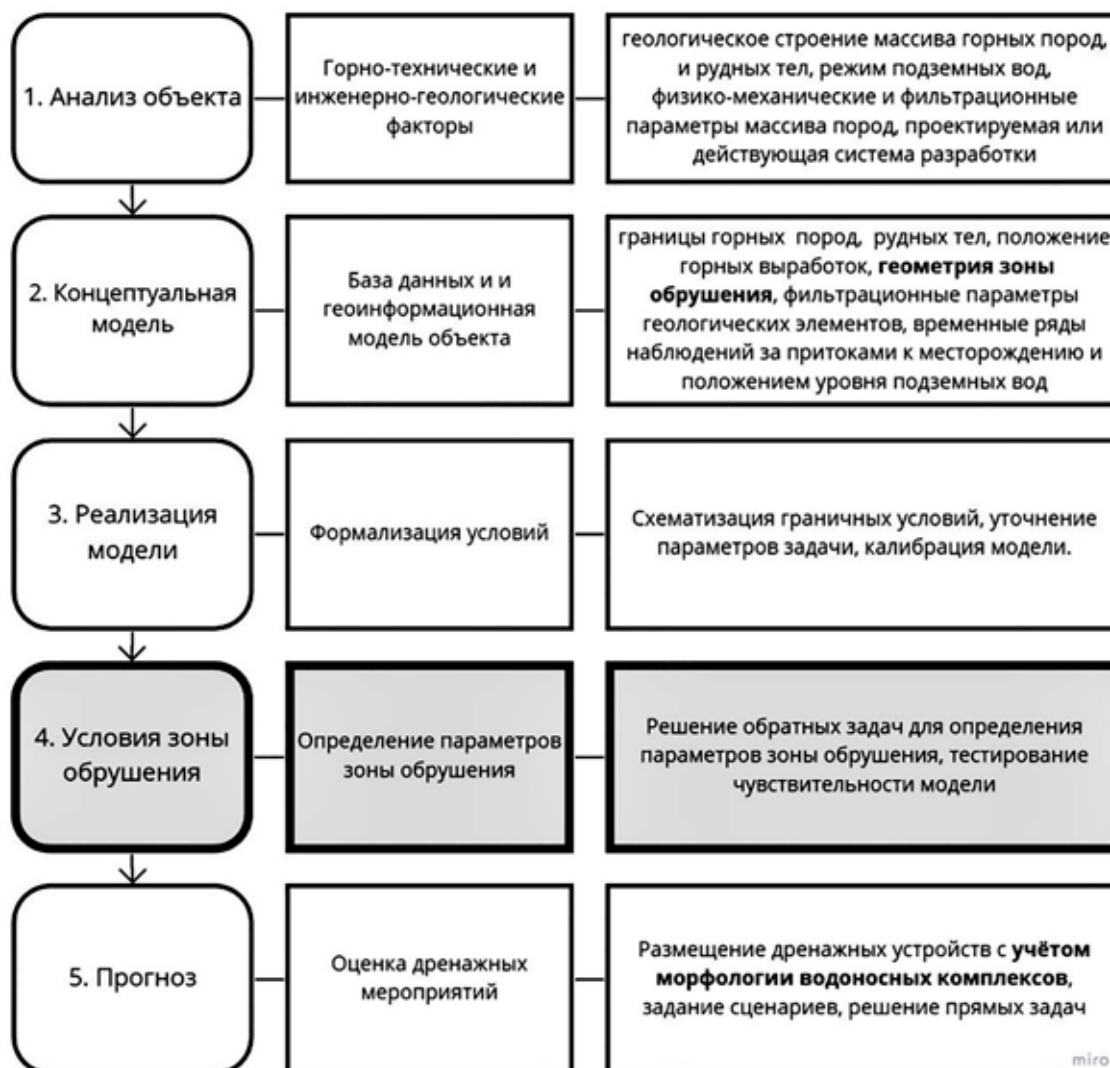 1. Анализ объекта
Горно-технические и
инженерно-геологические
факторы
геологическое строение массива горных пород,
и рудных тел, режим подземных вод,
физико-механические и фильтрационные
параметры массива пород, проектируемая или
действующая система разработки
2. Концептуальная
модель
База данных и и
геоинформационная
модель объекта
границы горных пород, рудных тел, положение
горных выработок, геометрия зоны
обрушения, фильтрационные параметры
геологических элементов, временные ряды
наблюдений за притоками к месторождению и
положением уровня подземных вод
3. Реализация
модели
Формализация условий
Схематизация граничных условий, уточнение
параметров задачи, калибрация модели.
4. Условия зоны
обрушения
Определение параметров
зоны обрушения
Решение обратных задач для определения
параметров зоны обрушения, тестирование
чувствительности модели
5. Прогноз
Оценка дренажных
мероприятий
Размещение дренажных устройств с учётом
морфологии водоносных комплексов,
задание сценариев, решение прямых задач
miro